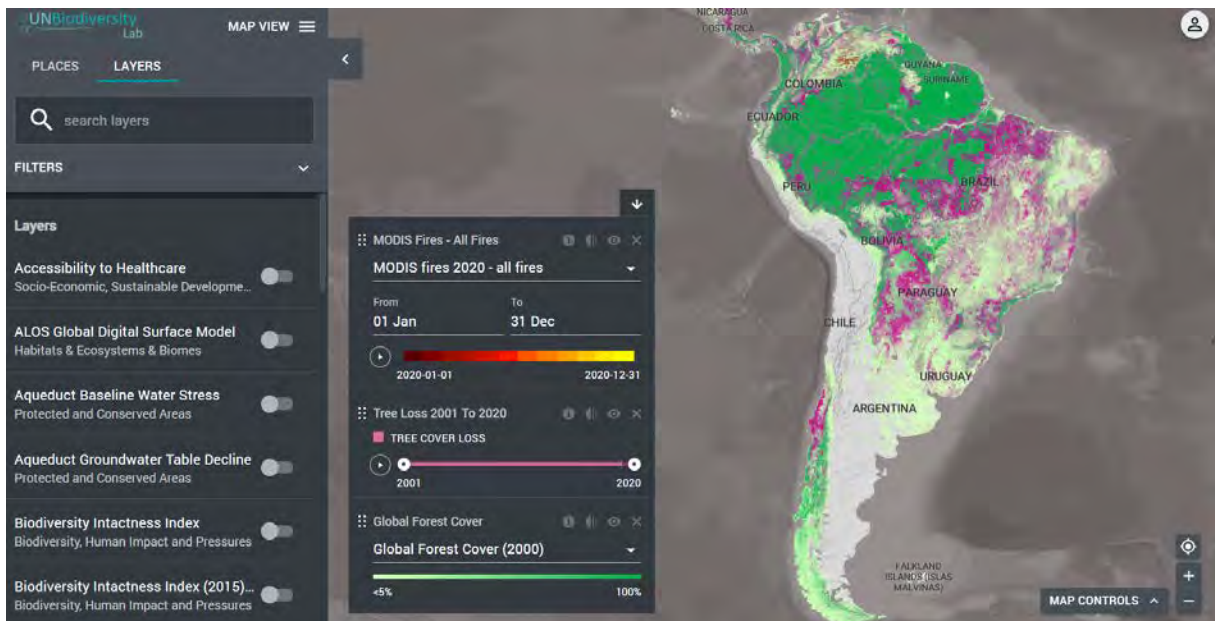 UNBiodiversity
Lab
MAP VIEW
PLACES
LAYERS
search layers
FILTERS
Layers
Accessibility to Healthcare
Socio-Economic, Sustainable Developme...
ALOS Global Digital Surface Model
Habitats & Ecosystems & Biomes
Aqueduct Baseline Water Stress
Protected and Conserved Areas
Aqueduct Groundwater Table Decline
Protected and Conserved Areas
Biodiversity Intactness Index
Biodiversity, Human Impact and Pressures
Biodiversity Intactness Index (2015)...
Biodiversity, Human Impact and Pressures
MODIS Fires - All Fires
MODIS fires 2020 - all fires
From
To
01 Jan
31 Dec
2020-01-01
2020-12-31
Tree Loss 2001 To 2020
TREE COVER LOSS
2001
2020
Global Forest Cover
Global Forest Cover (2000)
<5%
100%
NICARAGUA
COSTA RICA
COLOMBIA
GUYANA
SURINAME
ECUADOR
PERU
BRAZIL
BOLIVIA
PARAGUAY
CHILE
URUGUAY
ARGENTINA
FALKLAND
ISLANDS (ISLAS
MALVINAS)
MAP CONTROLS